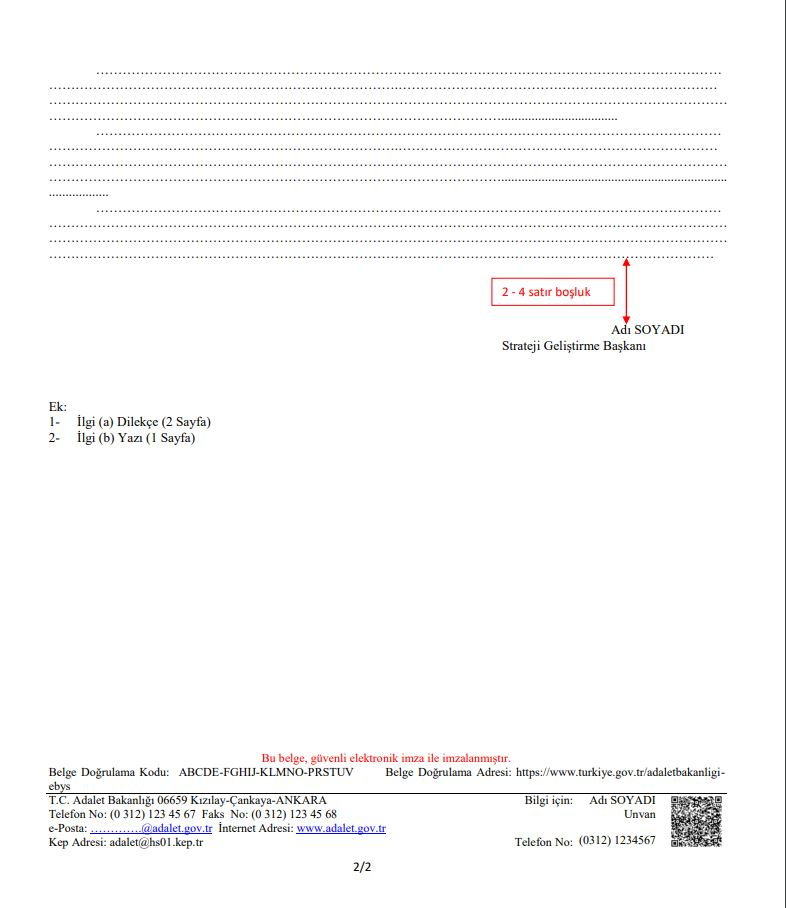 ……………………………………………………………………………………………………
……………………………………………………………………………………………………………
………………………………………………………………………………………………………………
………………………………………………………………………......................................
……………………………………………………………………………………………………
……………………………………………………………………………………………………………
………………………………………………………………………………………………………………
………………………………………………………………………..........................................................................
...................
……………………………………………………………………………………………………
………………………………………………………………………………………………………………
………………………………………………………………………………………………………………
……………………………………………………………………………………………………………
2 - 4 satır boşluk
Adı SOYADI
Strateji Geliştirme Başkanı
Ek:
1- İlgi (a) Dilekçe (2 Sayfa)
2- İlgi (b) Yazı (1 Sayfa)
Bu belge, güvenli elektronik imza ile imzalanmıştır.
Belge Doğrulama Kodu: ABCDE-FGHIJ-KLMNO-PRSTUV Belge Doğrulama Adresi: https://www.turkiye.gov.tr/adaletbakanligi-
ebys
T.C. Adalet Bakanlığı 06659 Kızılay-Çankaya-ANKARA Bilgi için: Adı SOYADI
Telefon No: (0 312) 123 45 67 Faks No: (0 312) 123 45 68 Unvan
e-Posta: ………….@adalet.gov.tr İnternet Adresi: www.adalet.gov.tr
Kep Adresi: adalet@hs01.kep.tr Telefon No: (0312) 1234567
2/2